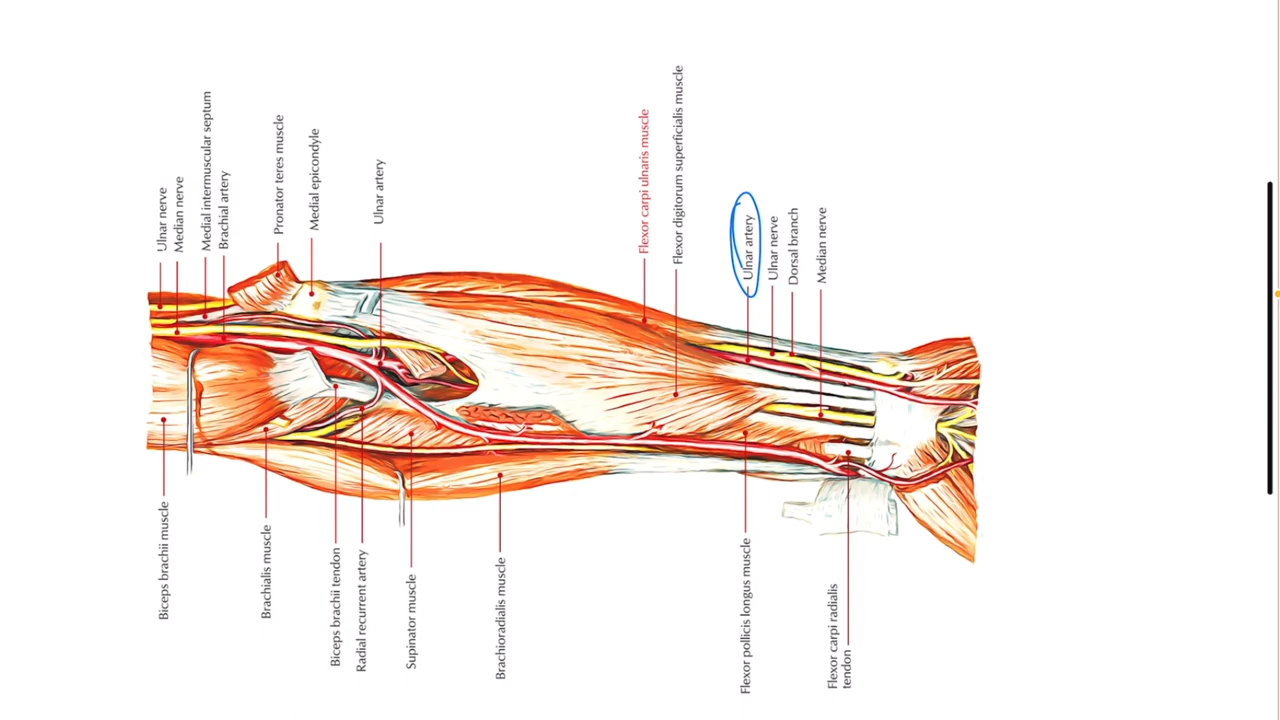 Ulnar nerve
Median nerve
Medial intermuscular septum
Brachial artery
Pronator teres muscle
Medial epicondyle
Ulnar artery
Flexor carpi ulnaris muscle
Flexor digitorum superficialis muscle
Ulnar artery
Ulnar nerve
Dorsal branch
Median nerve
Biceps brachii muscle
Brachialis muscle
Biceps brachii tendon
Radial recurrent artery
Supinator muscle
Brachioradialis muscle
Flexor pollicis longus muscle
Flexor carpi radialis
tendon